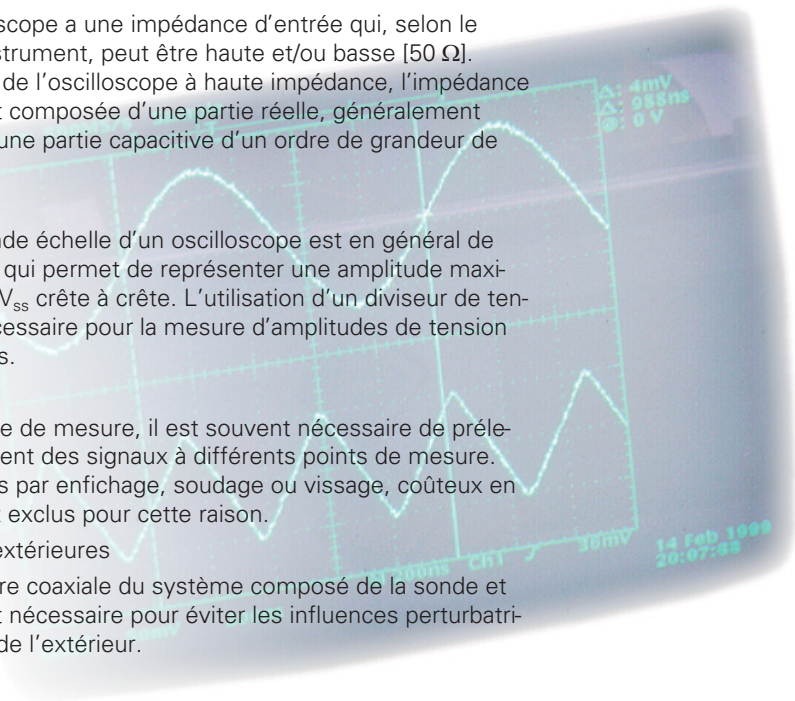 scope a une impédance d'entrée qui, selon le
strument, peut être haute et/ou basse [50 Ω].
de l'oscilloscope à haute impédance, l'impédance
t composée d'une partie réelle, généralement
une partie capacitive d'un ordre de grandeur de
Δ: 4mV
Δ: 988ns
@: 0 V
de échelle d'un oscilloscope est en général de
qui permet de représenter une amplitude maxi-
Vss crête à crête. L'utilisation d'un diviseur de ten-
cessaire pour la mesure d'amplitudes de tension
s.
e de mesure, il est souvent nécessaire de préle-
ent des signaux à différents points de mesure.
s par enfichage, soudage ou vissage, coûteux en
t exclus pour cette raison.
extérieures
re coaxiale du système composé de la sonde et
t nécessaire pour éviter les influences perturbatri-
de l'extérieur.
200ns Ch1 36mV
14 Feb 1999